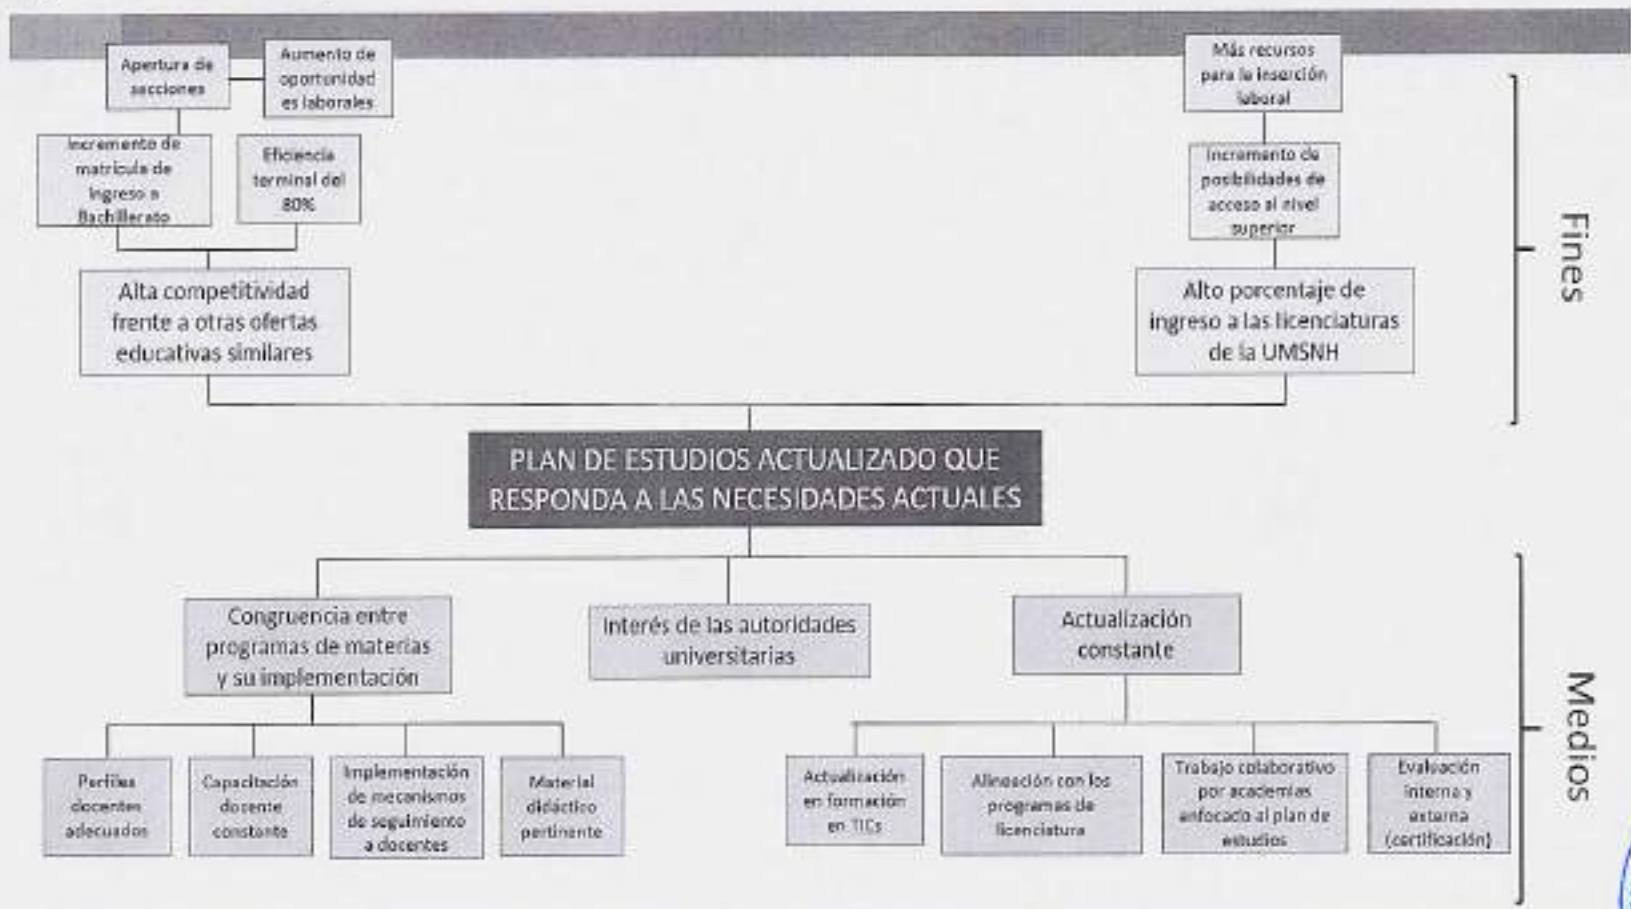 Apertura de
secciones
Aumento de
oportunidad
es laborales
Más recursos
para la inserción
laboral
Incremento de
matrícula de
Ingreso a
Bachillerato
Eficiencia
terminal del
80%
Incremento de
posibilidades de
acceso al nivel
superior
Alta competitividad
frente a otras ofertas
educativas similares
Alto porcentaje de
ingreso a las licenciaturas
de la UMSNH
Fines
PLAN DE ESTUDIOS ACTUALIZADO QUE
RESPONDA A LAS NECESIDADES ACTUALES
Congruencia entre
programas de materias
y su implementación
Interés de las autoridades
universitarias
Actualización
constante
Perfiles
docentes
adecuados
Capacitación
docente
constante
Implementación
de mecanismos
de seguimiento
a docentes
Material
didáctico
pertinente
Actualización
en formación
en TICs
Alineación con los
programas de
licenciatura
Trabajo colaborativo
por academias
enfocado al plan de
estudios
Evaluación
interna y
externa
(certificación)
Medios